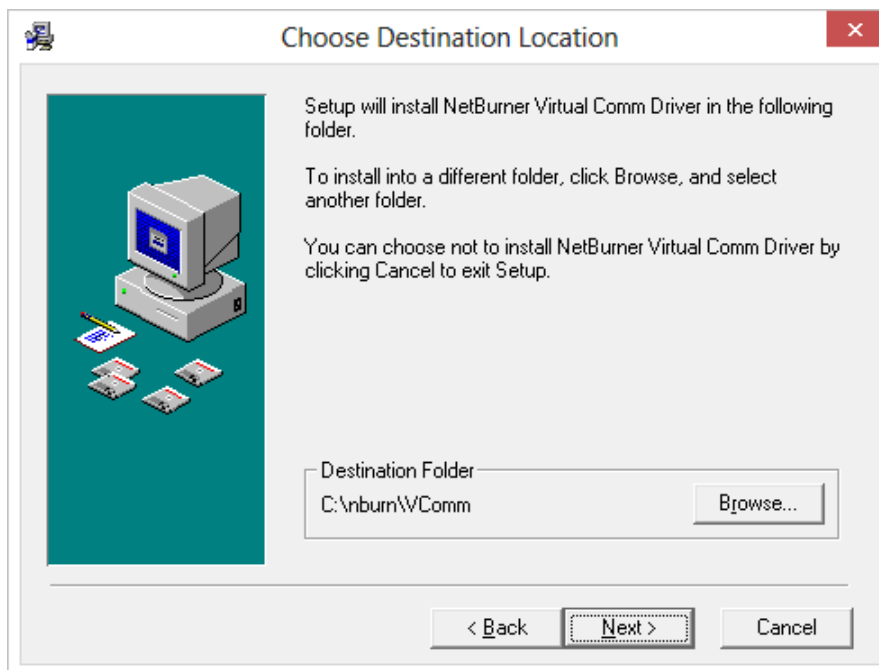 Choose Destination Location
Setup will install NetBurner Virtual Comm Driver in the following
folder.
To install into a different folder, click Browse, and select
another folder.
You can choose not to install NetBurner Virtual Comm Driver by
clicking Cancel to exit Setup.
Destination Folder
C:\nburn\VComm
Browse...
< Back
Next >
Cancel